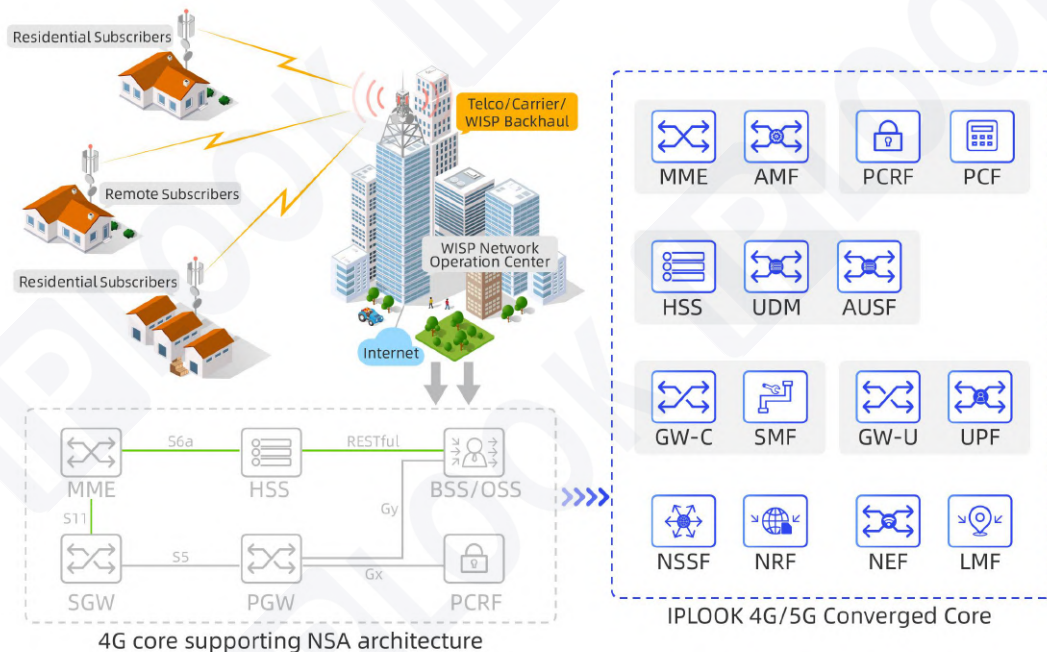 Residential Subscribers
Telco/Carrier/
WISP Backhaul
Remote Subscribers
WISP Network
Operation Center
Residential Subscribers
Internet
MME
S6a
HSS
RESTful
BSS/OSS
S11
Gy
SGW
S5
PGW
Gx
PCRF
4G core supporting NSA architecture
MME
AMF
PCRF
PCF
HSS
UDM
AUSF
GW-C
SMF
GW-U
UPF
NSSF
NRF
NEF
LMF
IPLOOK 4G/5G Converged Core